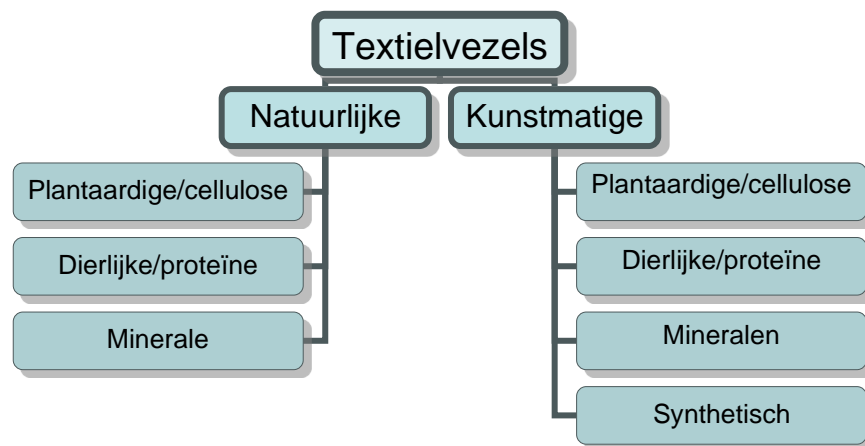 Textielvezels
Natuurlijke
Kunstmatige
Plantaardige/cellulose
Dierlijke/proteïne
Minerale
Plantaardige/cellulose
Dierlijke/proteïne
Mineralen
Synthetisch